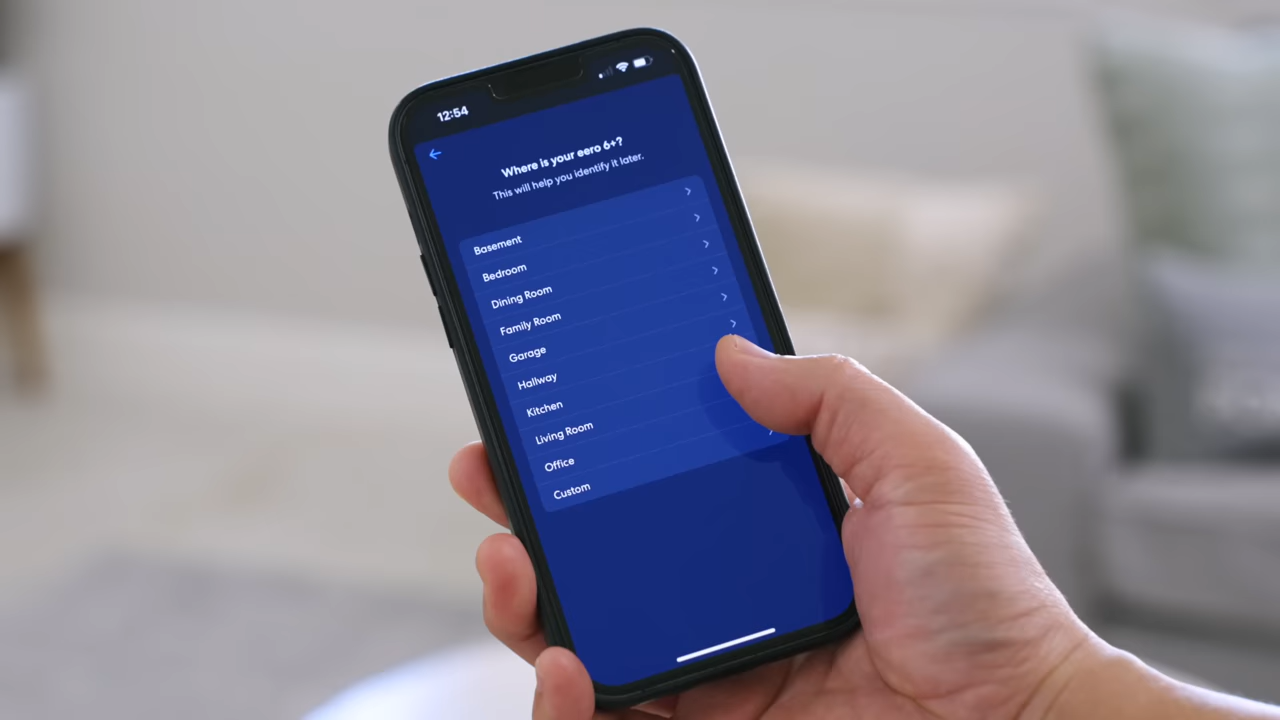 12:54
Where is your eero 6+?
This will help you identify it later.
Basement
Bedroom
Dining Room
Family Room
Garage
Hallway
Kitchen
Living Room
Office
Custom